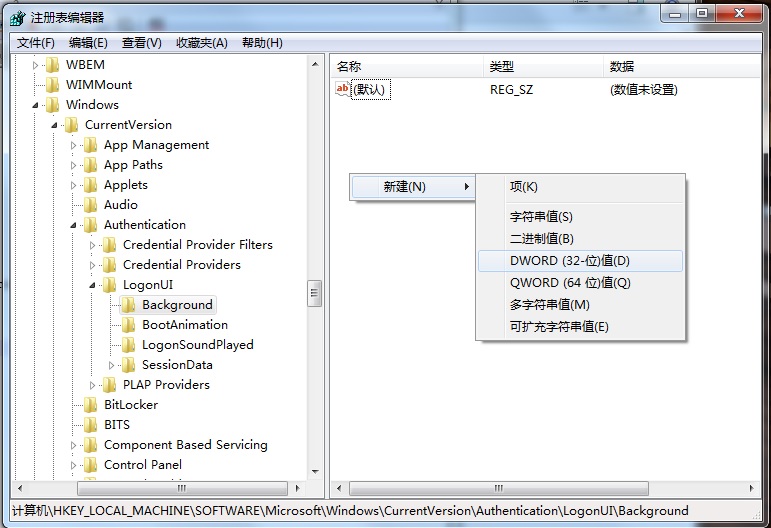 注册表编辑器
文件(F) 编辑(E) 查看(V) 收藏夹(A) 帮助(H)
WBEM
WIMMount
Windows
CurrentVersion
App Management
App Paths
Applets
Audio
Authentication
Credential Provider Filters
Credential Providers
LogonUI
Background
BootAnimation
LogonSoundPlayed
SessionData
PLAP Providers
BitLocker
BITS
Component Based Servicing
Control Panel
名称 类型 数据
ab (默认) REG_SZ (数值未设置)
新建(N)
项(K)
字符串值(S)
二进制值(B)
DWORD (32-位)值(D)
QWORD (64 位)值(Q)
多字符串值(M)
可扩充字符串值(E)
计算机\HKEY_LOCAL_MACHINE\SOFTWARE\Microsoft\Windows\CurrentVersion\Authentication\LogonUI\Background